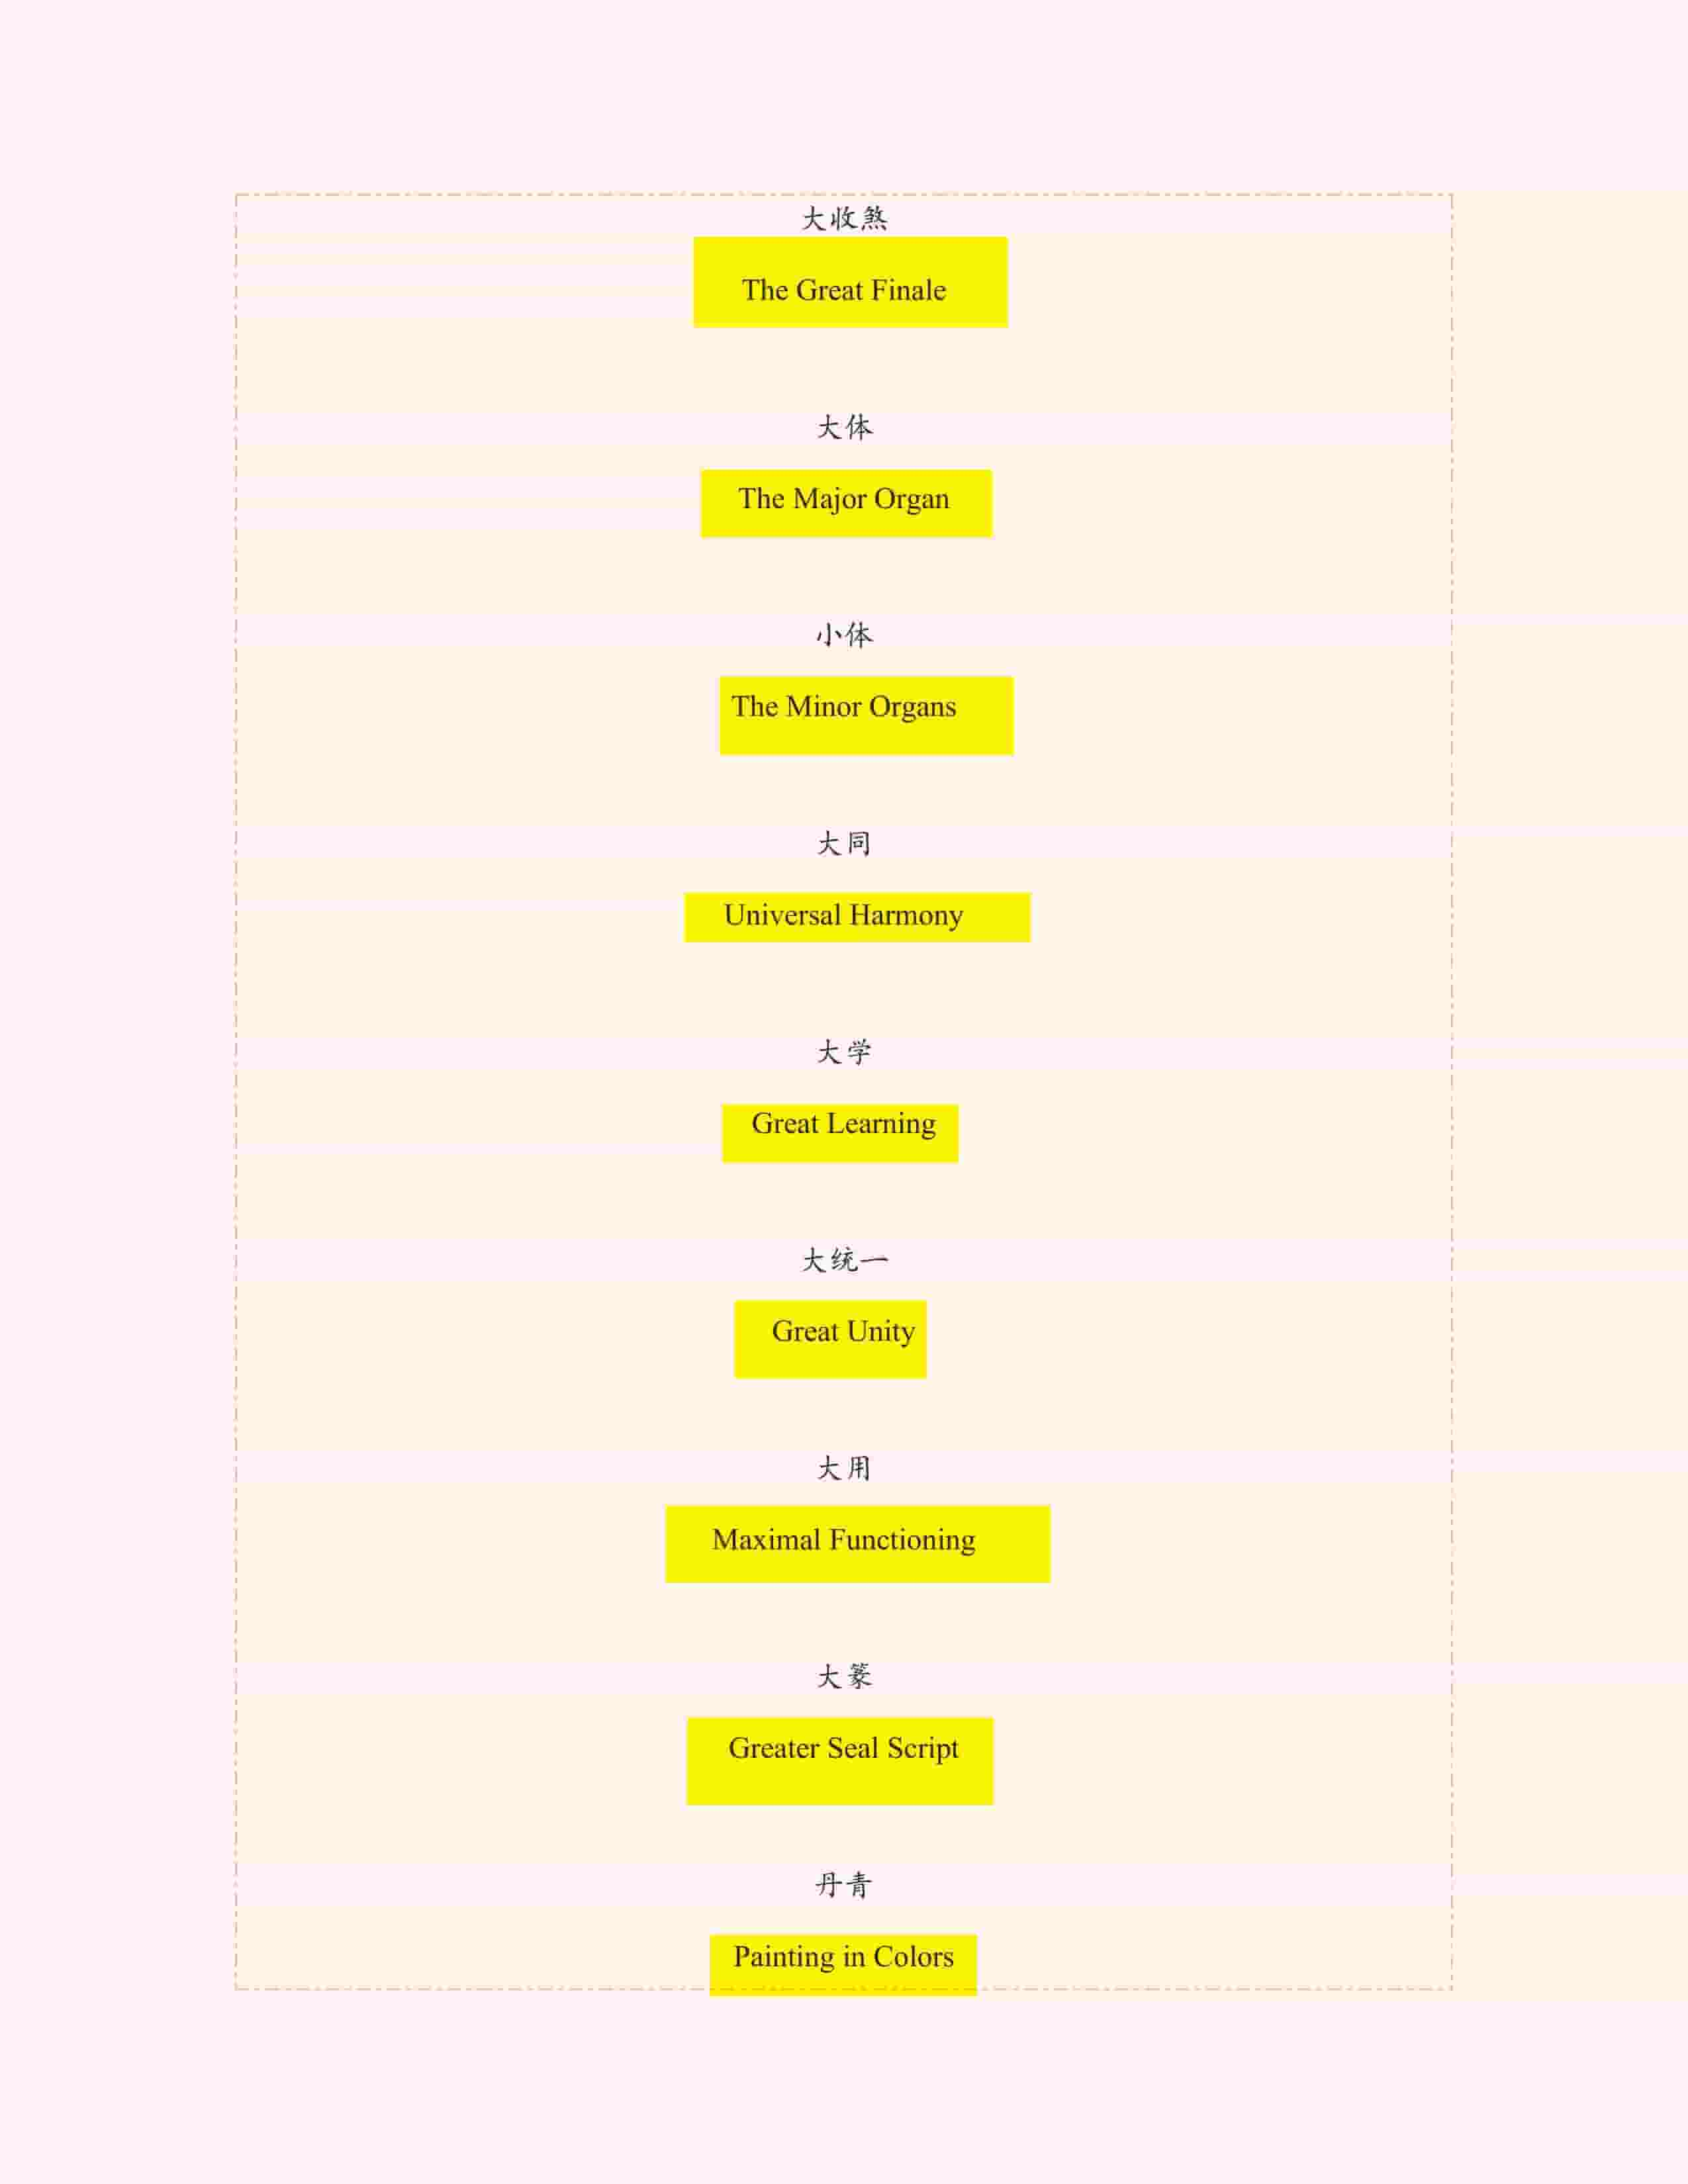 大收煞
The Great Finale
大体
The Major Organ
小体
The Minor Organs
大同
Universal Harmony
大学
Great Learning
大统一
Great Unity
大用
Maximal Functioning
大篆
Greater Seal Script
丹青
Painting in Colors